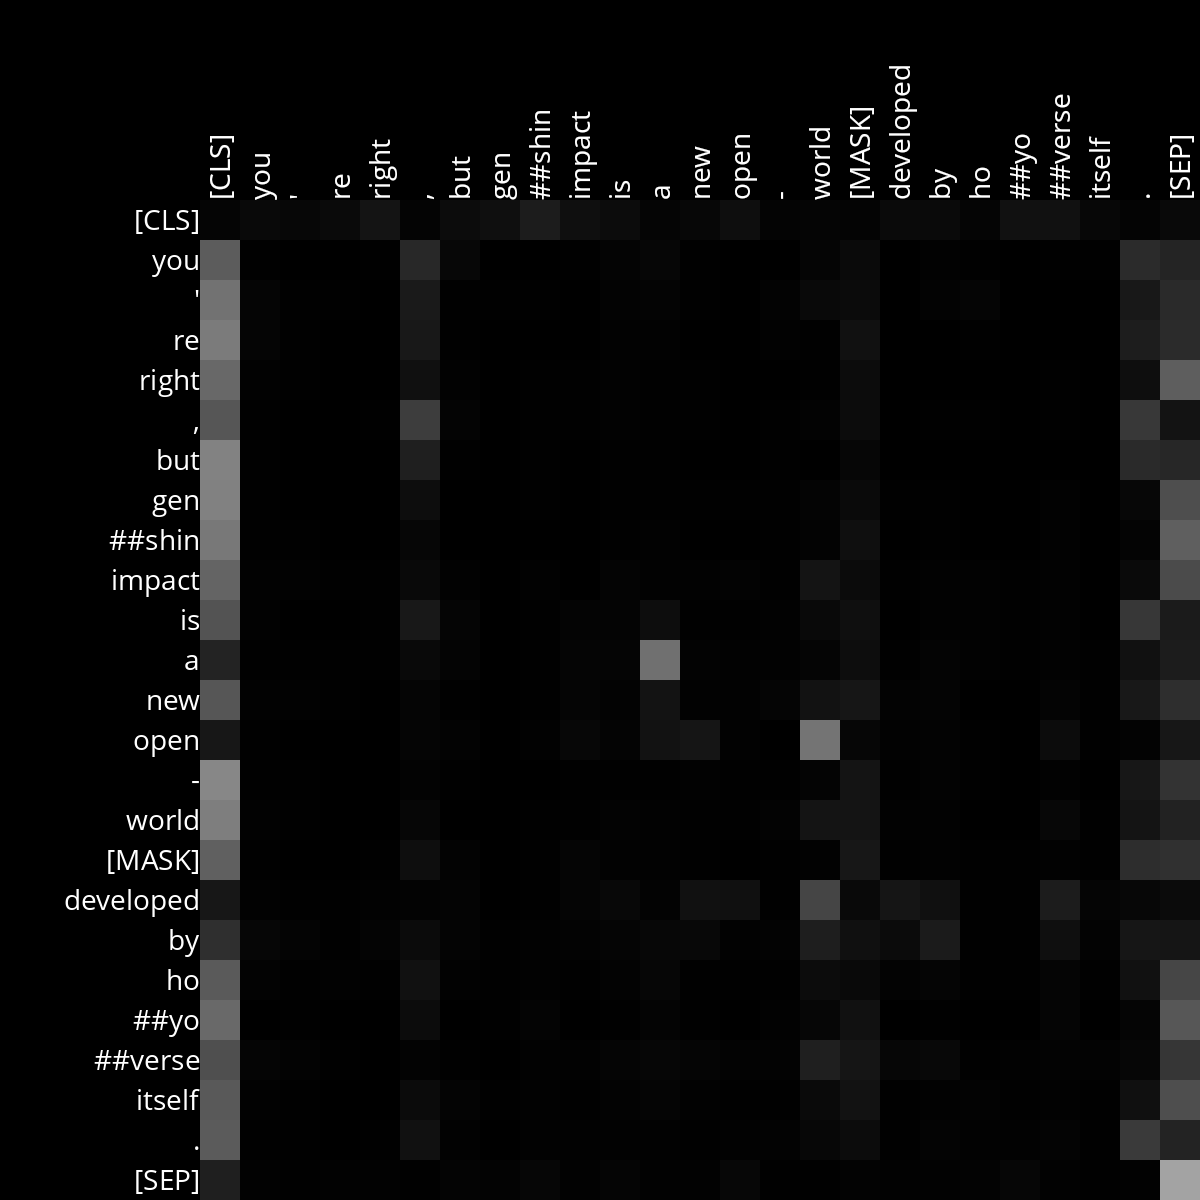 [CLS] you ' re right , but gen ##shin impact is a new open - world [MASK] developed by ho ##yo ##verse itself . [SEP]
[CLS]
you
'
re
right
,
but
gen
##shin
impact
is
a
new
open
-
world
[MASK]
developed
by
ho
##yo
##verse
itself
.
[SEP]